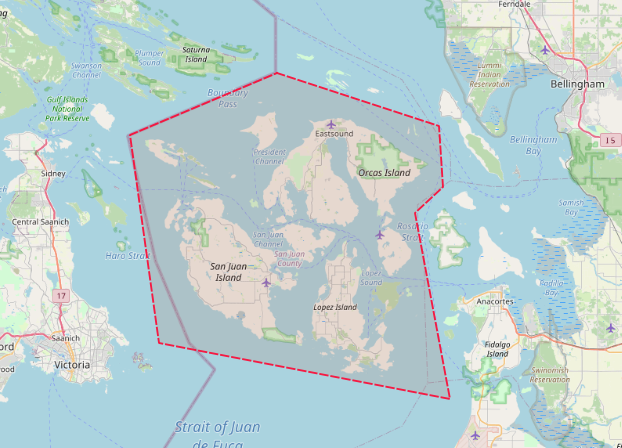 Ferndale
Saturna
Island
Plumper
Sound
Swanson
Channel
Lummi
Indian
Reservation
Bellingham
Gulf Islands
National
Park Reserve
Boundary
Pass
I 5
Eastsound
Bellingham
Bay
President
Channel
Sidney
Orcas Island
Samish
Bay
Central Saanich
Rosario
Strait
San Juan
Channel
San Juan
County
Haro Strait
San Juan
Island
Lopez
Sound
Padilla
Bay
17
Lopez Island
Anacortes
Saanich
Fidalgo
Island
Victoria
Swinomish
Reservation
Strait of Juan
de Fuca